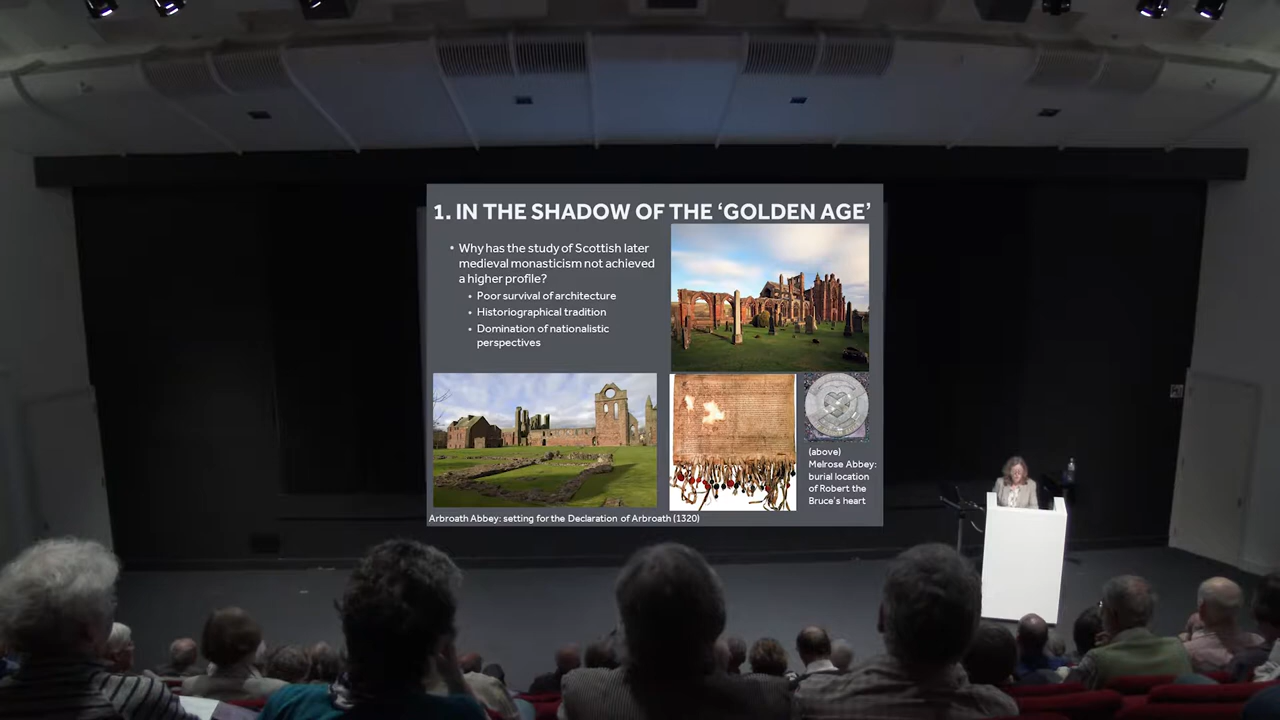 1. IN THE SHADOW OF THE ‘GOLDEN AGE’
• Why has the study of Scottish later
medieval monasticism not achieved
a higher profile?
• Poor survival of architecture
• Historiographical tradition
• Domination of nationalistic
perspectives
(above)
Melrose Abbey:
burial location
of Robert the
Bruce's heart
Arbroath Abbey: setting for the Declaration of Arbroath (1320)